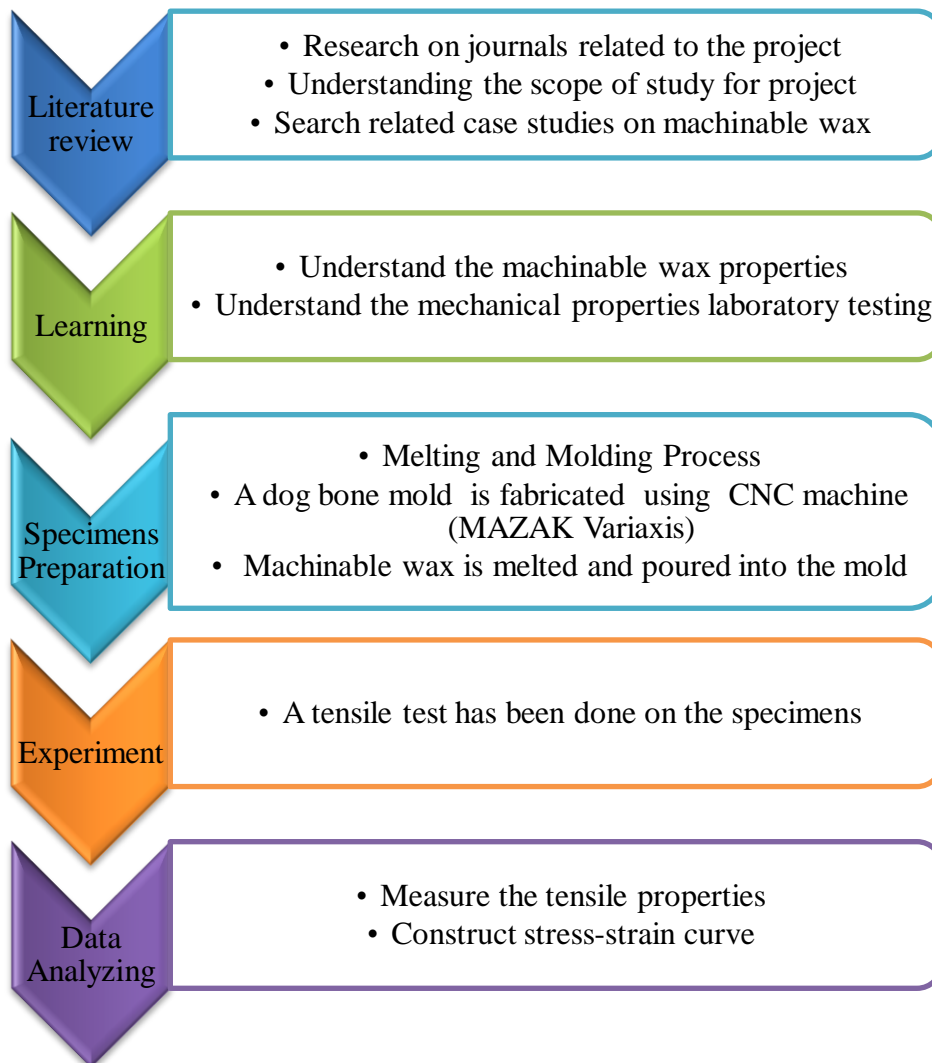 Literature
review
• Research on journals related to the project
• Understanding the scope of study for project
• Search related case studies on machinable wax
Learning
• Understand the machinable wax properties
• Understand the mechanical properties laboratory testing
Specimens
Preparation
• Melting and Molding Process
• A dog bone mold is fabricated using CNC machine
(MAZAK Variaxis)
• Machinable wax is melted and poured into the mold
Experiment
• A tensile test has been done on the specimens
Data
Analyzing
• Measure the tensile properties
• Construct stress-strain curve